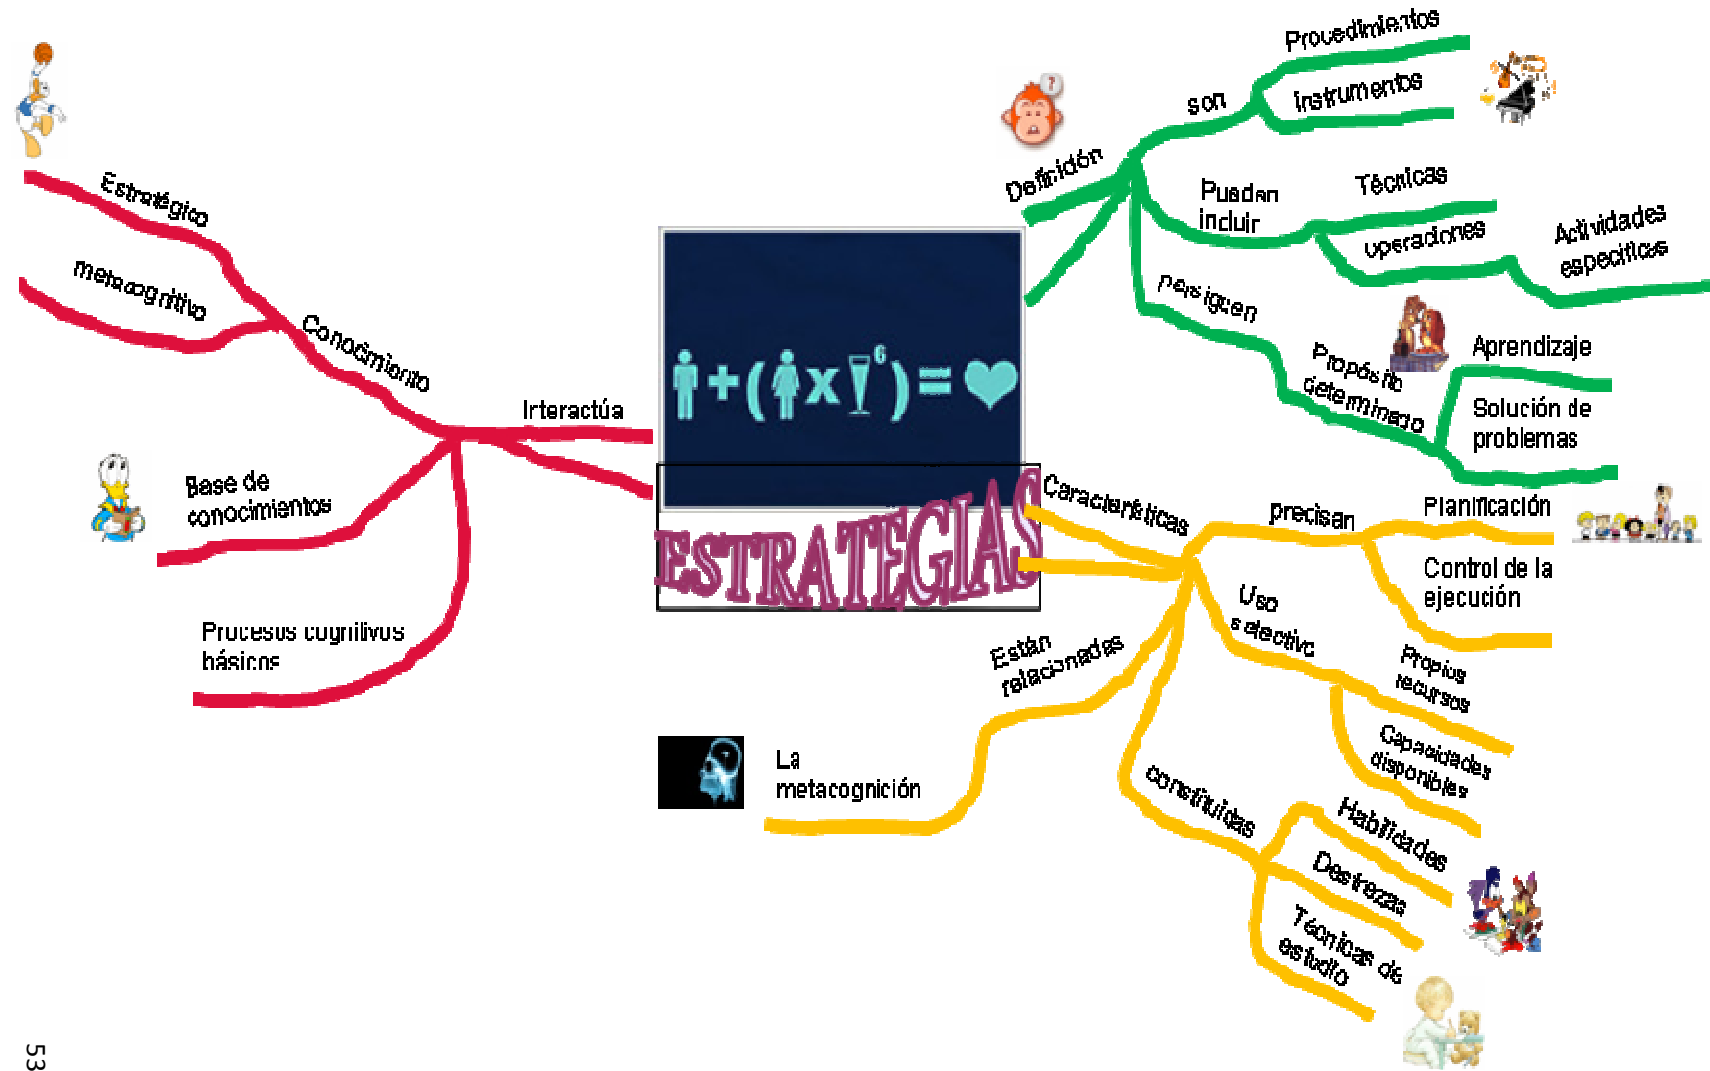 Procedimientos
instrumentos
son
Definición
Pueden
incluir
Técnicas
operaciones
Actividades
especificas
persiguen
Propósito
determinado
Aprendizaje
Solución de
problemas
Estratégico
metacognitivo
Conocimiento
Interactúa
Base de
conocimientos
Procesos cognitivos
básicos
+ ( x 6 ) =
ESTRATEGIAS
Características
precisan
Planificación
Control de la
ejecución
Uso
selectivo
Propios
recursos
Capacidades
disponibles
Están
relacionadas
La
metacognición
constituidas
Habilidades
Destrezas
Técnicas de
estudio
53